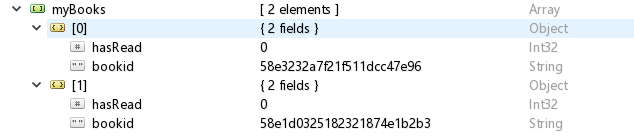 myBooks [ 2 elements ] Array
[0] { 2 fields } Object
# hasRead 0 Int32
"" bookid 58e3232a7f21f511dcc47e96 String
[1] { 2 fields } Object
# hasRead 0 Int32
"" bookid 58e1d0325182321874e1b2b3 String